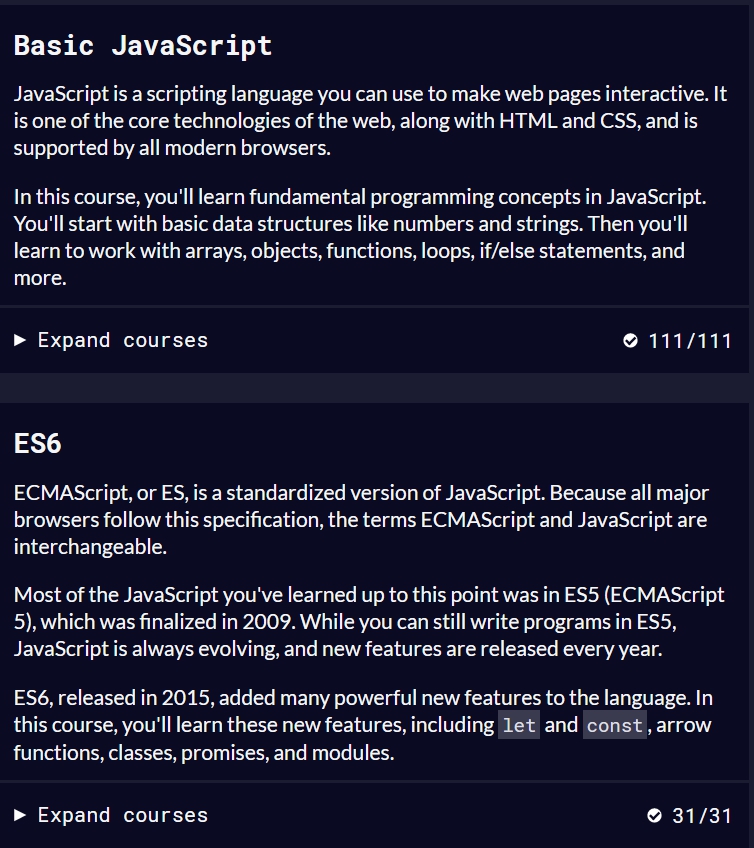 Basic JavaScript
JavaScript is a scripting language you can use to make web pages interactive. It
is one of the core technologies of the web, along with HTML and CSS, and is
supported by all modern browsers.
In this course, you'll learn fundamental programming concepts in JavaScript.
You'll start with basic data structures like numbers and strings. Then you'll
learn to work with arrays, objects, functions, loops, if/else statements, and
more.
Expand courses 111/111
ES6
ECMAScript, or ES, is a standardized version of JavaScript. Because all major
browsers follow this specification, the terms ECMAScript and JavaScript are
interchangeable.
Most of the JavaScript you've learned up to this point was in ES5 (ECMAScript
5), which was finalized in 2009. While you can still write programs in ES5,
JavaScript is always evolving, and new features are released every year.
ES6, released in 2015, added many powerful new features to the language. In
this course, you'll learn these new features, including let and const, arrow
functions, classes, promises, and modules.
Expand courses 31/31